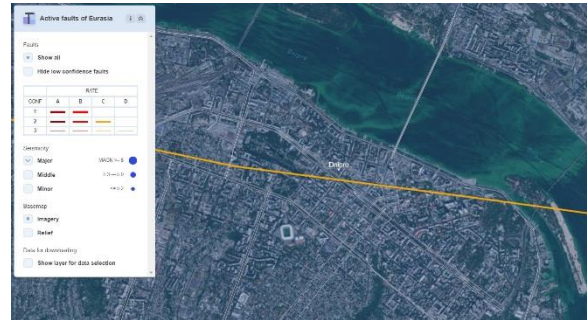 Active faults of Eurasia
Faults
Show all
Hide low confidence faults
RATE
CONF A B C D
1
2
3
Seismicity
Major
Middle
Minor
Basemap
Imagery
Relief
Data for downloading
Show layer for data selection
Dnipro